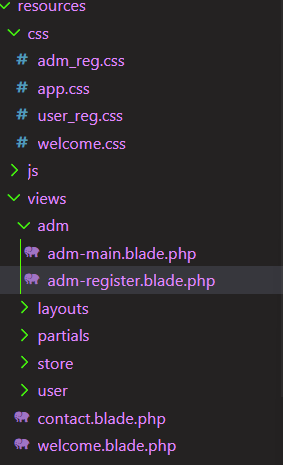 resources
css
# adm_reg.css
# app.css
# user_reg.css
# welcome.css
js
views
adm
adm-main.blade.php
adm-register.blade.php
layouts
partials
store
user
contact.blade.php
welcome.blade.php